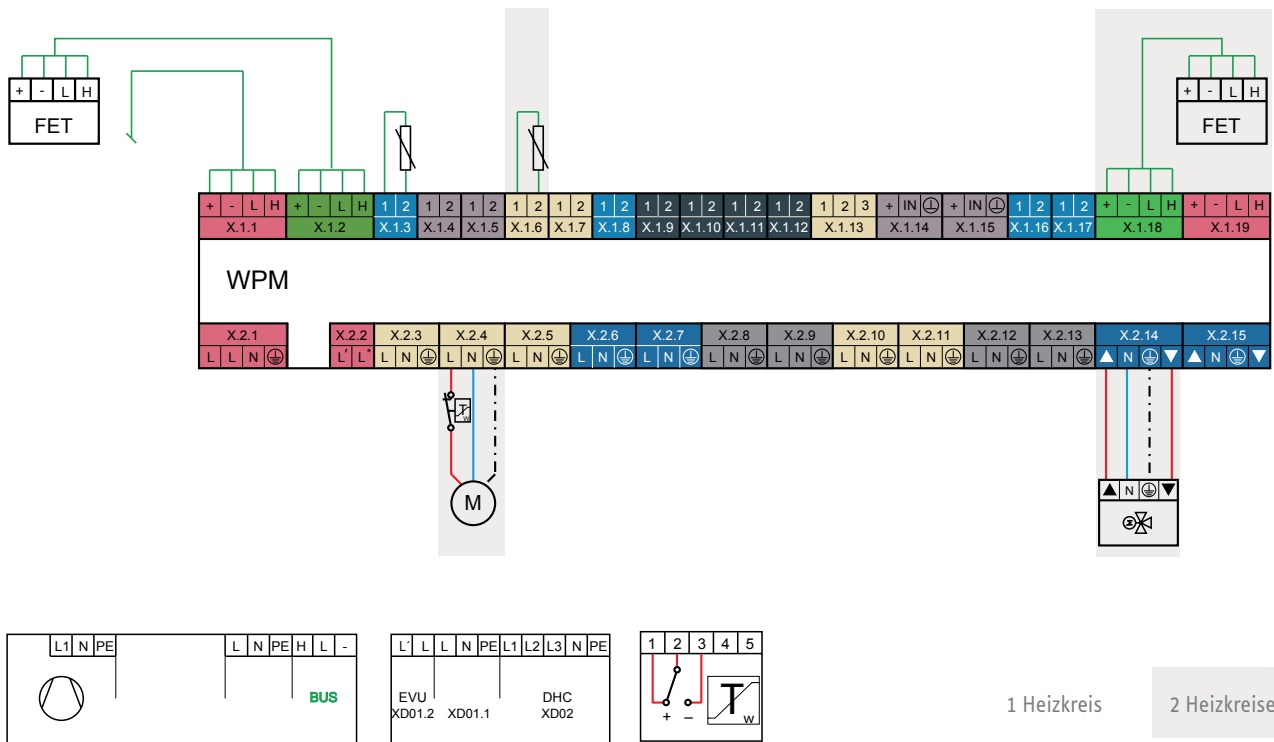 + - L H
FET
+ - L H
FET
+ - L H + - L H 1 2 1 2 1 2 1 2 1 2 1 2 1 2 1 2 1 2 1 2 1 2 3 + IN + IN 1 2 1 2 + - L H + - L H
X.1.1 X.1.2 X.1.3 X.1.4 X.1.5 X.1.6 X.1.7 X.1.8 X.1.9 X.1.10 X.1.11 X.1.12 X.1.13 X.1.14 X.1.15 X.1.16 X.1.17 X.1.18 X.1.19
WPM
X.2.1 X.2.2 X.2.3 X.2.4 X.2.5 X.2.6 X.2.7 X.2.8 X.2.9 X.2.10 X.2.11 X.2.12 X.2.13 X.2.14 X.2.15
L L N L' L* L N L N L N L N L N L N L N L N L N L N L N ▲ N ▼ ▲ N ▼
T
W
M
▲ N ▼
M
L1 N PE L N PE H L -
BUS
L' L L N PE L1 L2 L3 N PE
EVU DHC
XD01.2 XD01.1 XD02
1 2 3 4 5
+ -
T
W
1 Heizkreis 2 Heizkreise